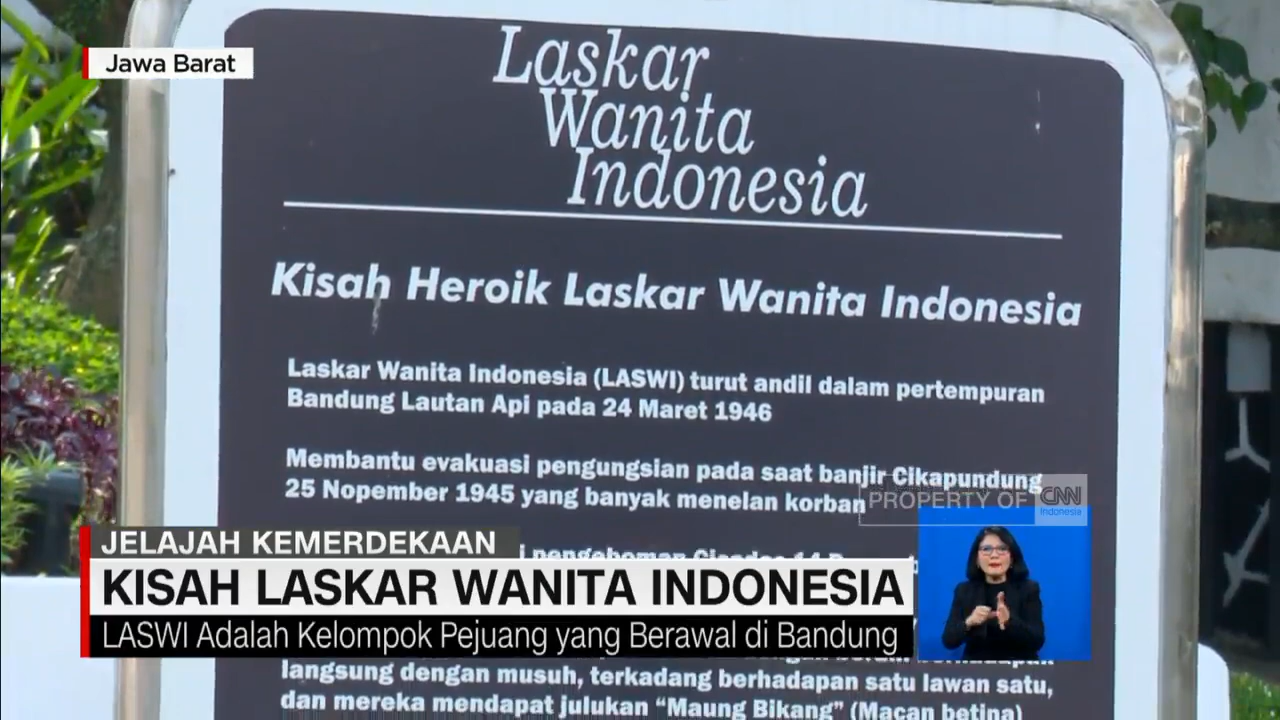 Jawa Barat
Laskar
Wanita
Indonesia
Kisah Heroik Laskar Wanita Indonesia
Laskar Wanita Indonesia (LASWI) turut andil dalam pertempuran
Bandung Lautan Api pada 24 Maret 1946
Membantu evakuasi pengungsian pada saat banjir Cikapundung
25 Nopember 1945 yang banyak menelan korban
PROPERTY OF CNN
Indonesia
pengeboman
JELAJAH KEMERDEKAAN
KISAH LASKAR WANITA INDONESIA
LASWI Adalah Kelompok Pejuang yang Berawal di Bandung
langsung dengan musuh, terkadang berhadapan satu lawan satu,
dan mereka mendapat julukan “Maung Bikang” (Macan betina)